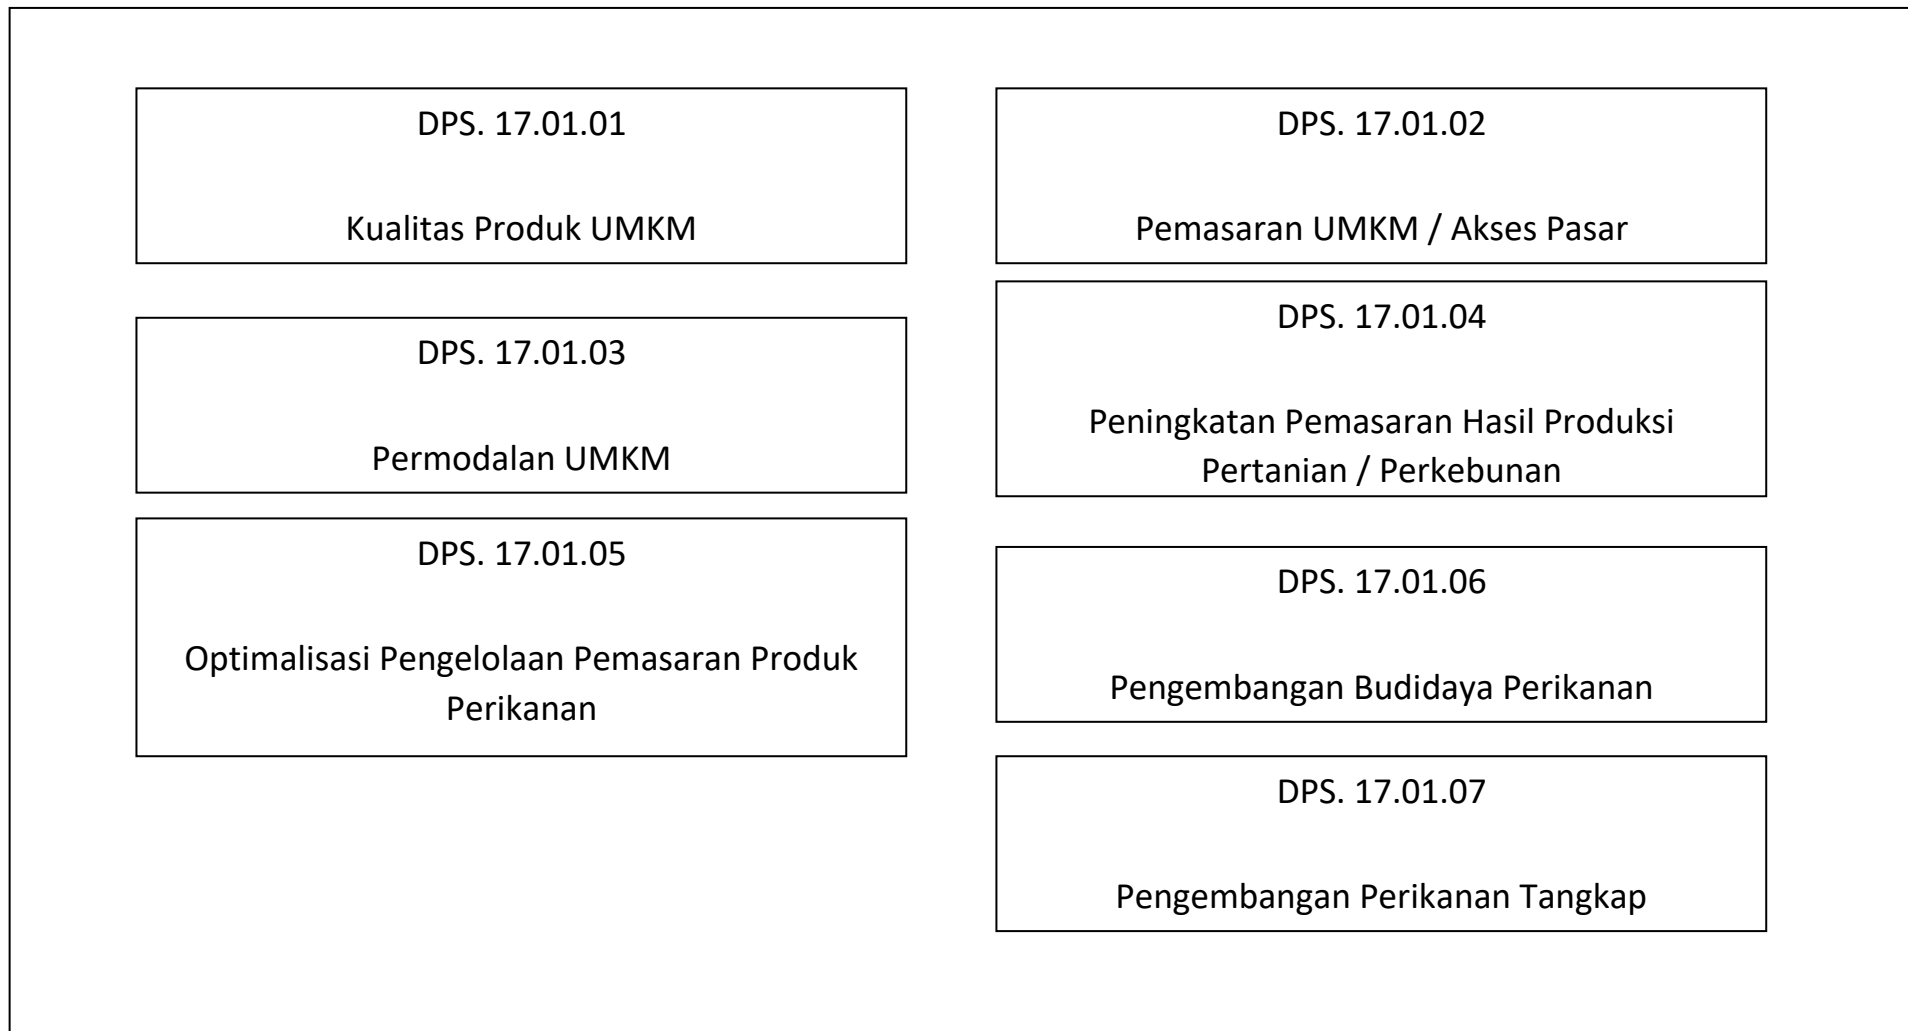 DPS. 17.01.01
Kualitas Produk UMKM
DPS. 17.01.02
Pemasaran UMKM / Akses Pasar
DPS. 17.01.03
Permodalan UMKM
DPS. 17.01.04
Peningkatan Pemasaran Hasil Produksi
Pertanian / Perkebunan
DPS. 17.01.05
Optimalisasi Pengelolaan Pemasaran Produk
Perikanan
DPS. 17.01.06
Pengembangan Budidaya Perikanan
DPS. 17.01.07
Pengembangan Perikanan Tangkap